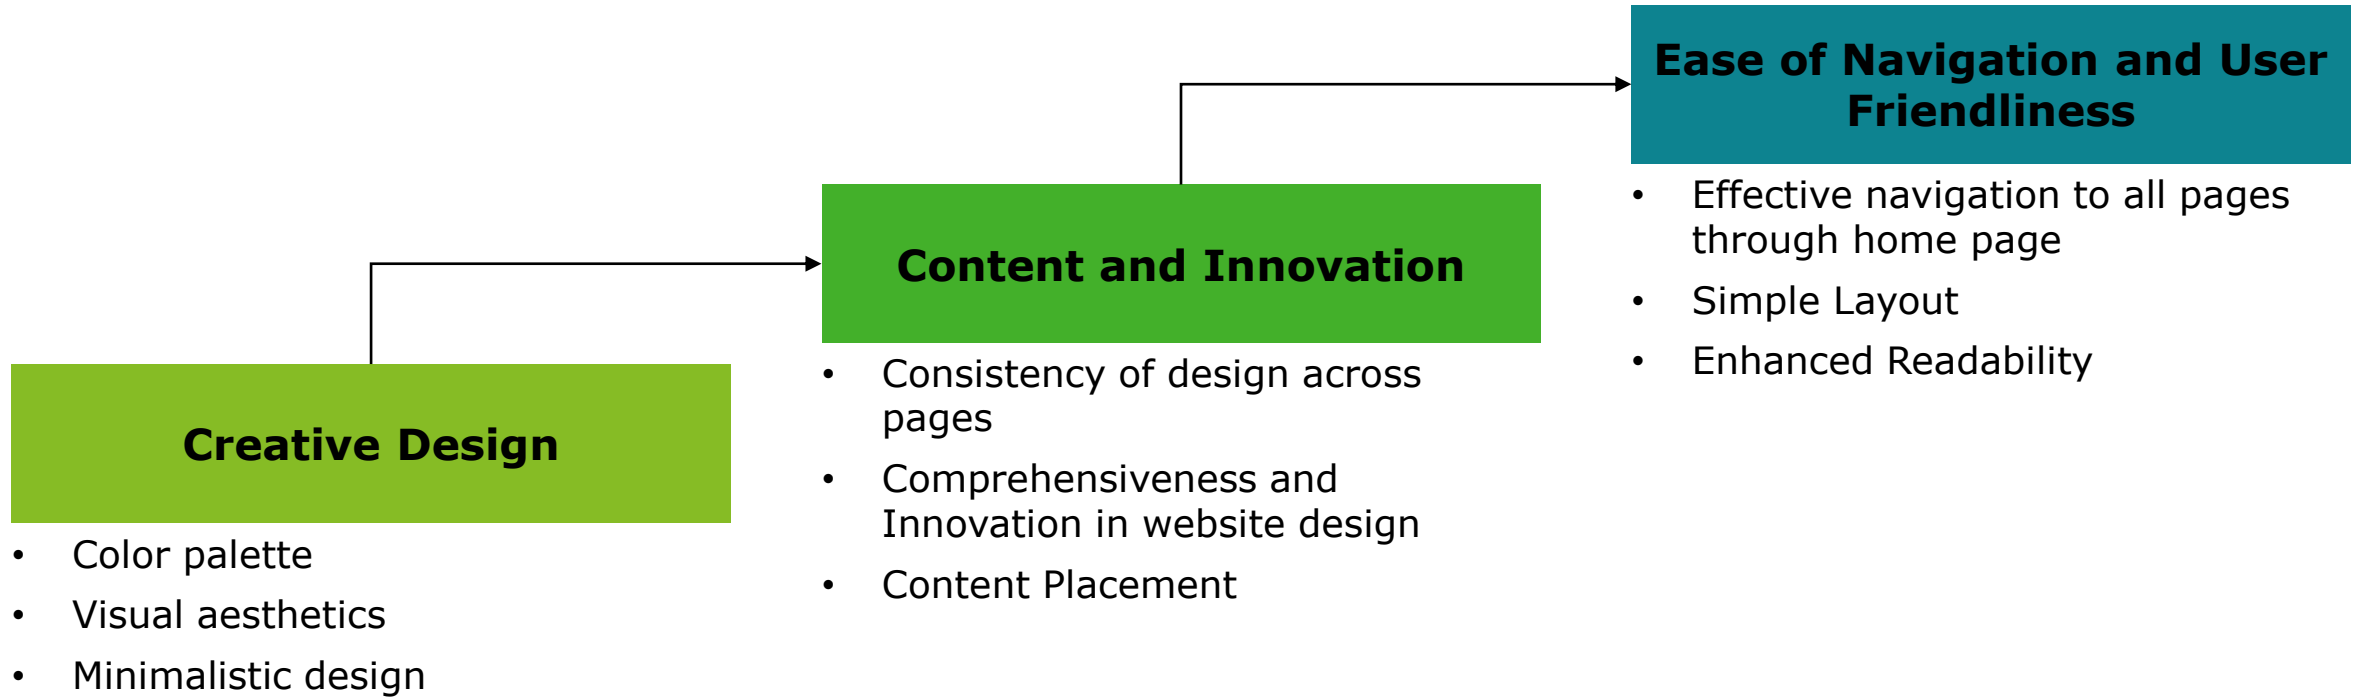 Creative Design
• Color palette
• Visual aesthetics
• Minimalistic design
Content and Innovation
• Consistency of design across
pages
• Comprehensiveness and
Innovation in website design
• Content Placement
Ease of Navigation and User
Friendliness
• Effective navigation to all pages
through home page
• Simple Layout
• Enhanced Readability